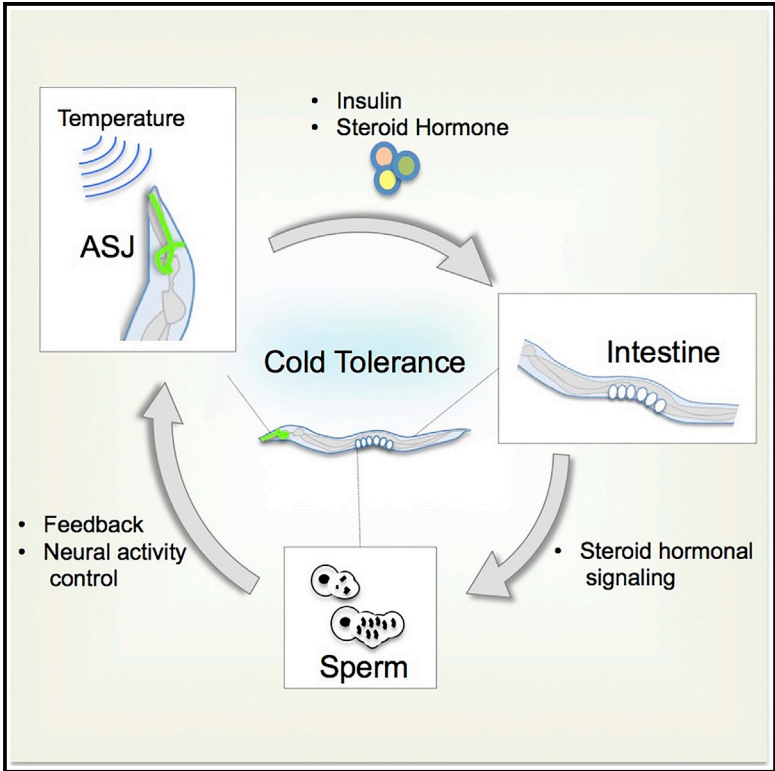 Temperature
ASJ
• Insulin
• Steroid Hormone
Cold Tolerance
Intestine
• Feedback
• Neural activity
control
• Steroid hormonal
signaling
Sperm